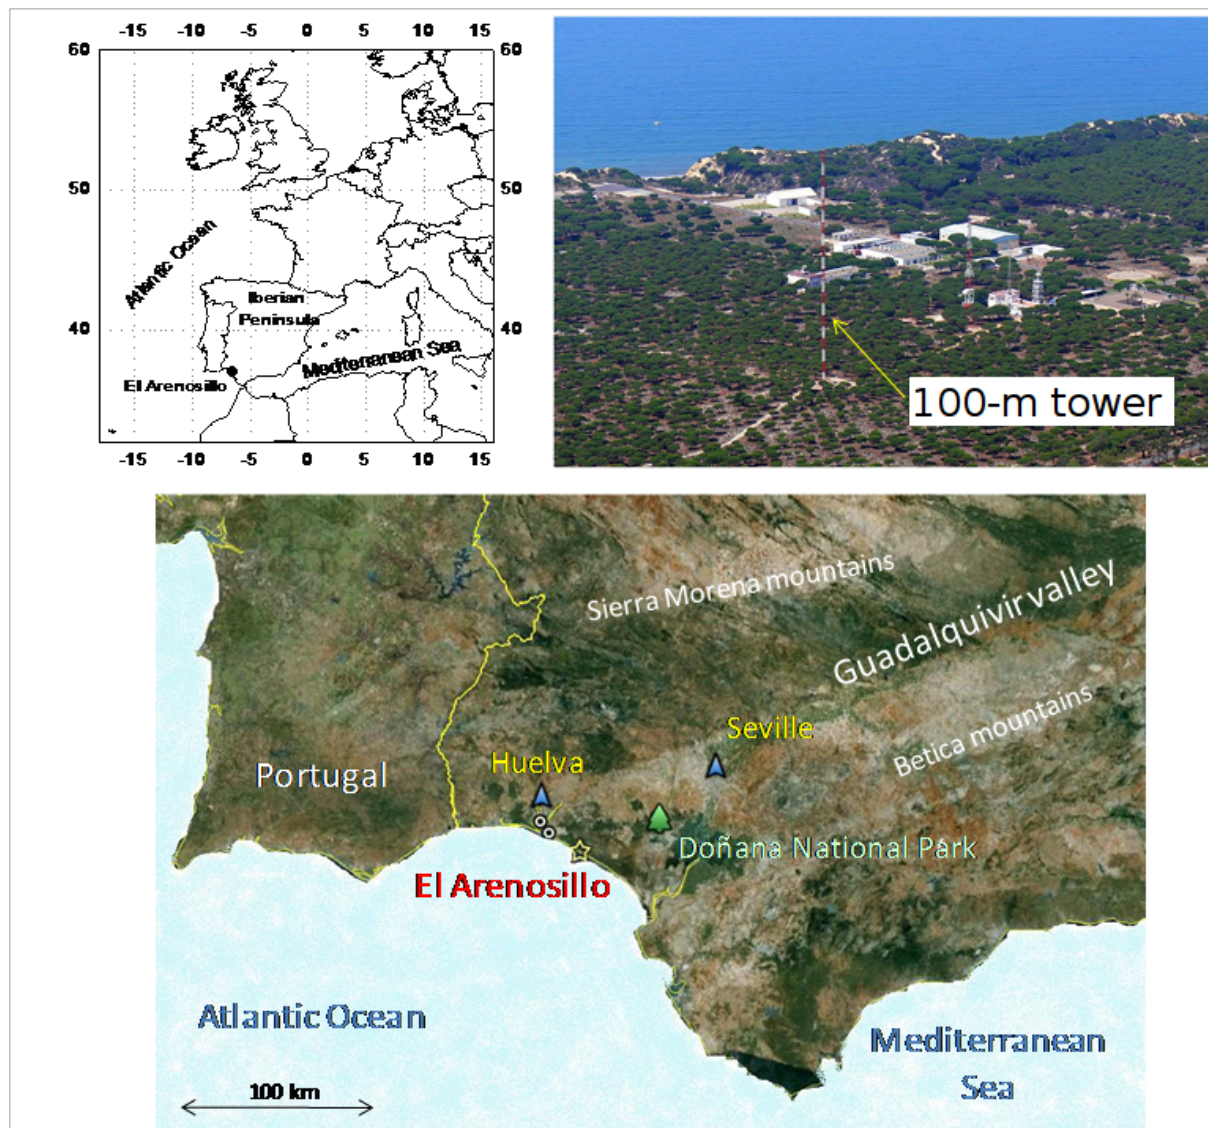 -15 -10 -5 0 5 10 15
60 60
50 50
Atlantic Ocean
Iberian
Peninsula
40 40
Mediterranean Sea
El Arenosillo
-15 -10 -5 0 5 10 15
100-m tower
Sierra Morena mountains
Guadalquivir valley
Betica mountains
Seville
Huelva
Portugal
Doñana National Park
El Arenosillo
Atlantic Ocean
Mediterranean
Sea
100 km